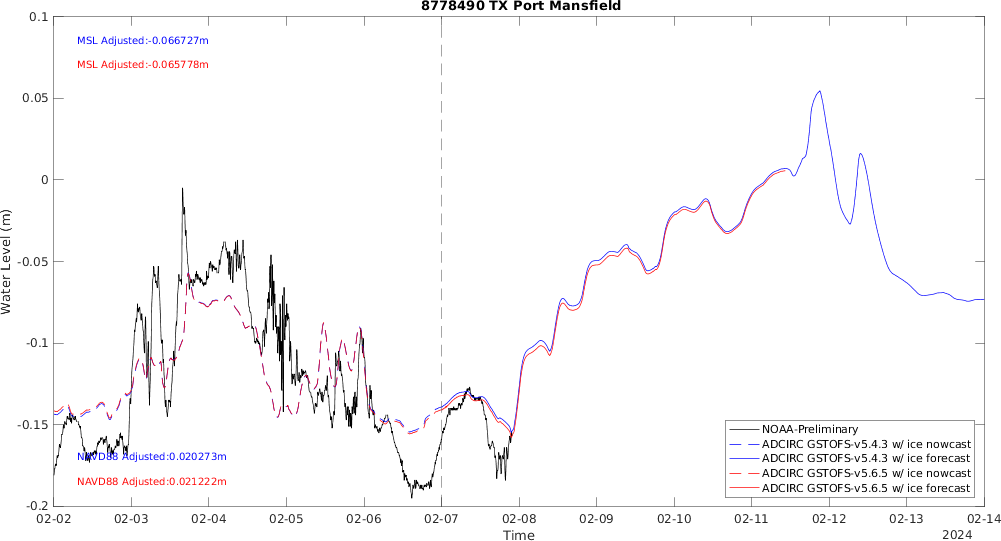 8778490 TX Port Mansfield
0.1
MSL Adjusted:-0.066727m
MSL Adjusted:-0.065778m
0.05
0
-0.05
Water Level (m)
-0.1
-0.15
NOAA-Preliminary
ADCIRC GSTOFS-v5.4.3 w/ ice nowcast
NAVD88 Adjusted:0.020273m
ADCIRC GSTOFS-v5.4.3 w/ ice forecast
ADCIRC GSTOFS-v5.6.5 w/ ice nowcast
NAVD88 Adjusted:0.021222m
ADCIRC GSTOFS-v5.6.5 w/ ice forecast
-0.2
02-02 02-03 02-04 02-05 02-06 02-07 02-08 02-09 02-10 02-11 02-12 02-13 02-14
Time
2024